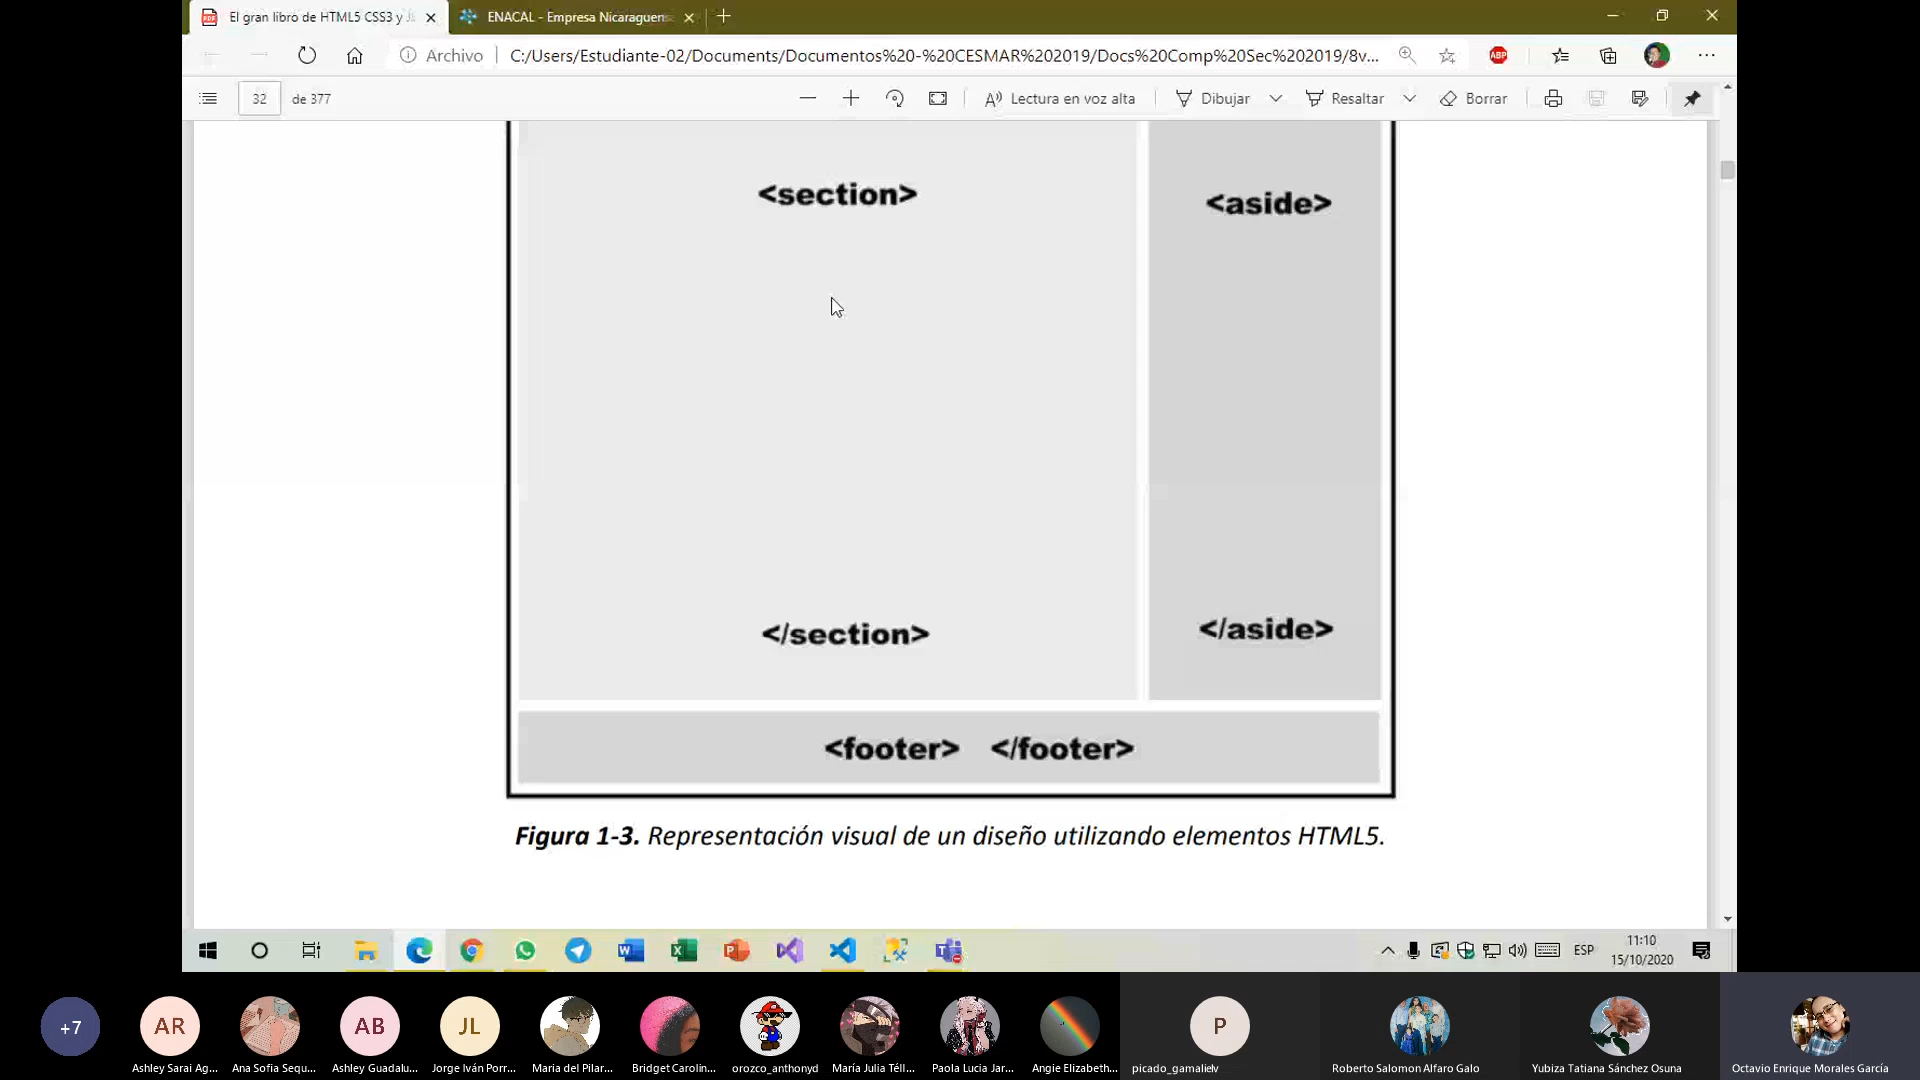 El gran libro de HTML5 CSS3 y
ENACAL - Empresa Nicaraguens
Archivo
C:/Users/Estudiante-02/Documents/Documentos%20-%20CESMAR%202019/Docs%20Comp%20Sec%202019/8v...
ABP
32 de 377
Lectura en voz alta
Dibujar
Resaltar
Borrar
<section>
<aside>
</section>
</aside>
<footer> </footer>
Figura 1-3. Representación visual de un diseño utilizando elementos HTML5.
ESP
11:10
15/10/2020
+7
AR
AB
JL
P
Ashley Sarai Ag...
Ana Sofia Sequ...
Ashley Guadalu...
Jorge Iván Porr...
Maria del Pilar...
Bridget Carolin...
orozco_anthonyd
María Julia Téll...
Paola Lucia Jar...
Angie Elizabeth...
picado_gamalielv
Roberto Salomon Alfaro Galo
Yubiza Tatiana Sánchez Osuna
Octavio Enrique Morales García